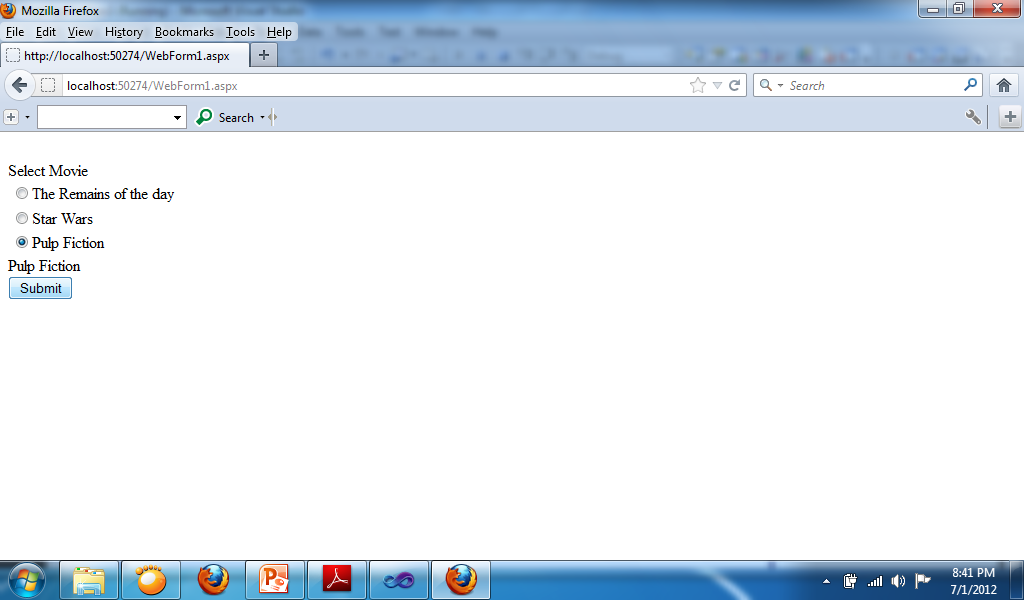 Mozilla Firefox
File Edit View History Bookmarks Tools Help
http://localhost:50274/WebForm1.aspx
localhost:50274/WebForm1.aspx
Search
Search
Select Movie
The Remains of the day
Star Wars
Pulp Fiction
Pulp Fiction
Submit
8:41 PM
7/1/2012